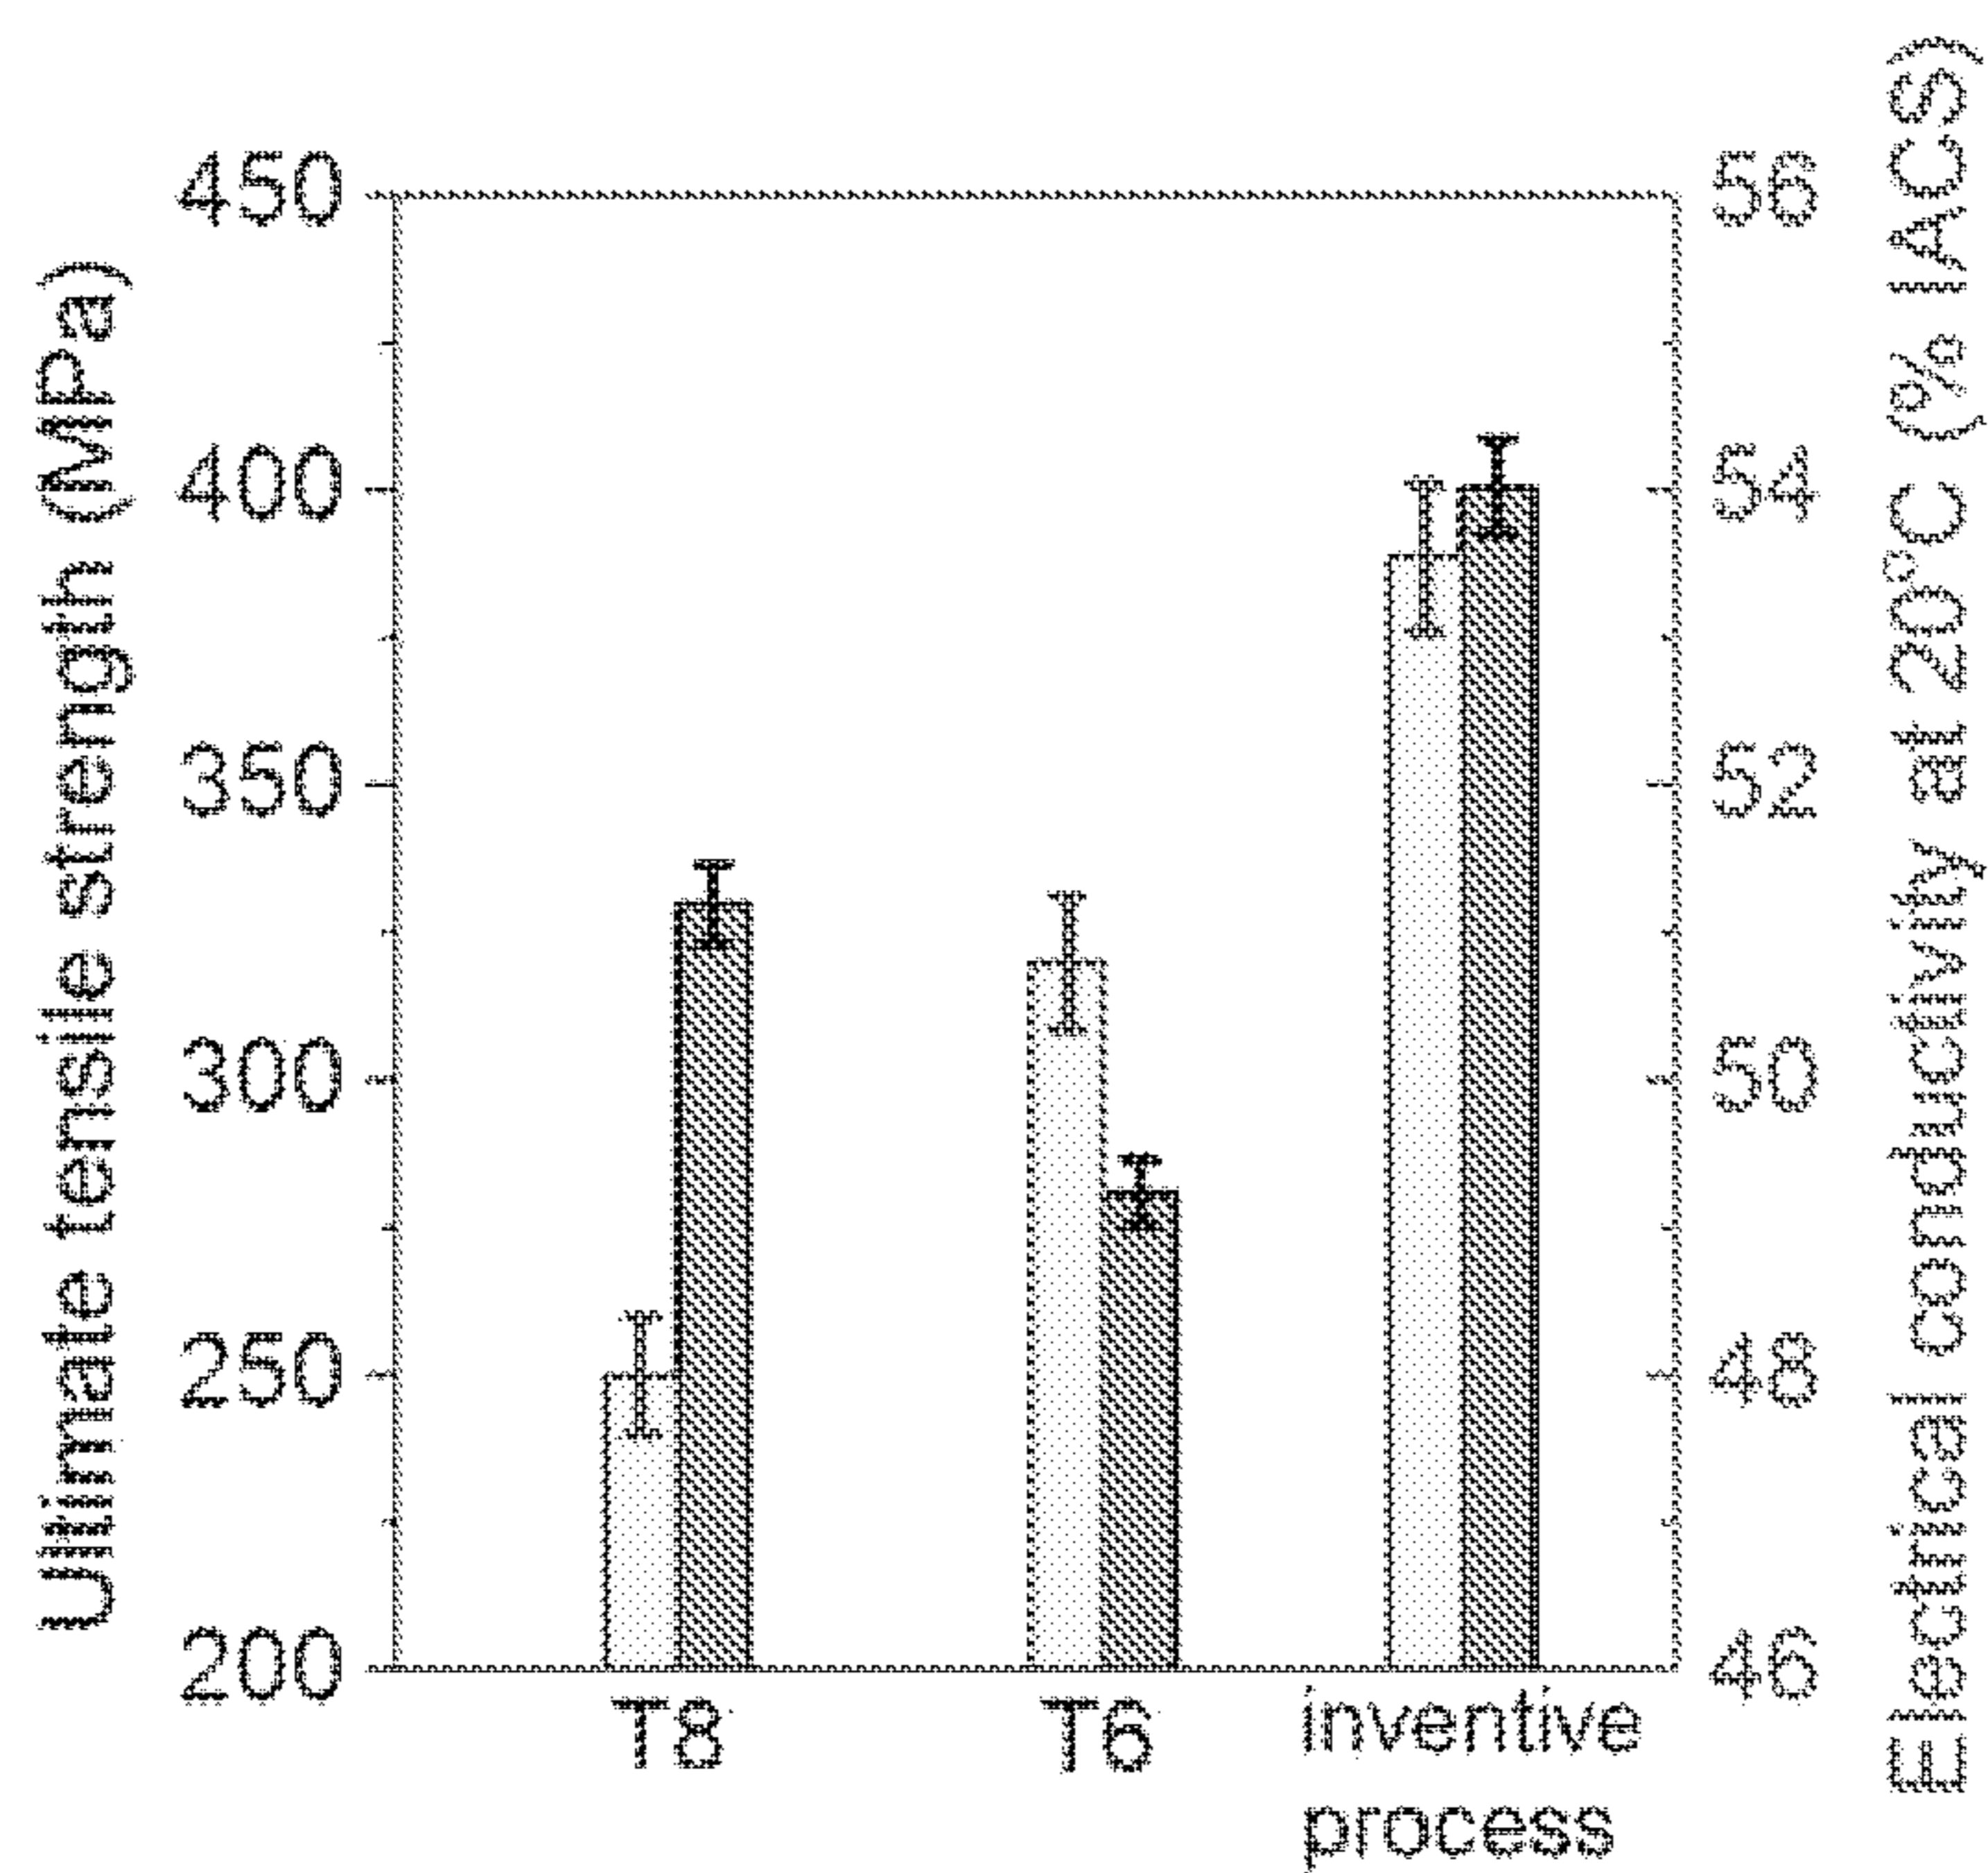 Ultimate tensile strength (MPa)
450
400
350
300
250
200
T8
T6
inventive
process
56
54
52
50
48
46
Electrical conductivity at 20°C (% IACS)